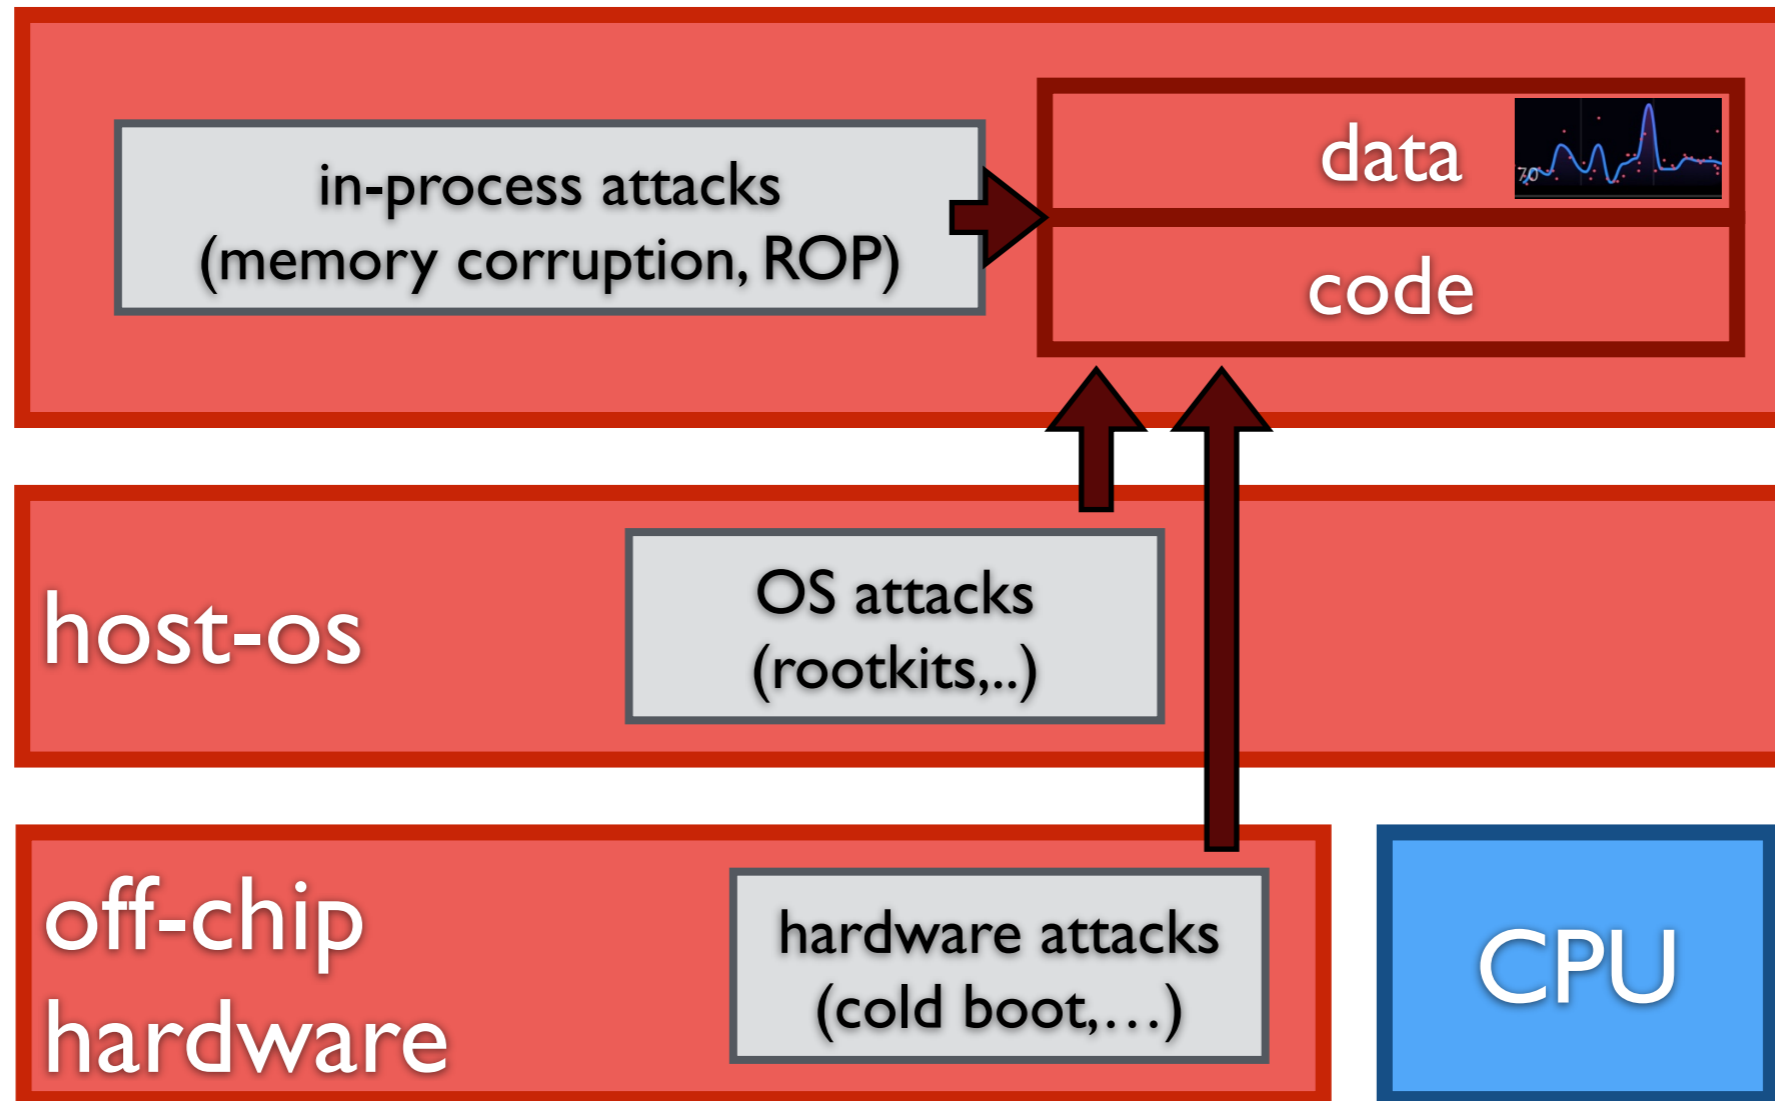 in-process attacks
(memory corruption, ROP)
data
70
code
host-os
OS attacks
(rootkits,..)
off-chip
hardware
hardware attacks
(cold boot,…)
CPU